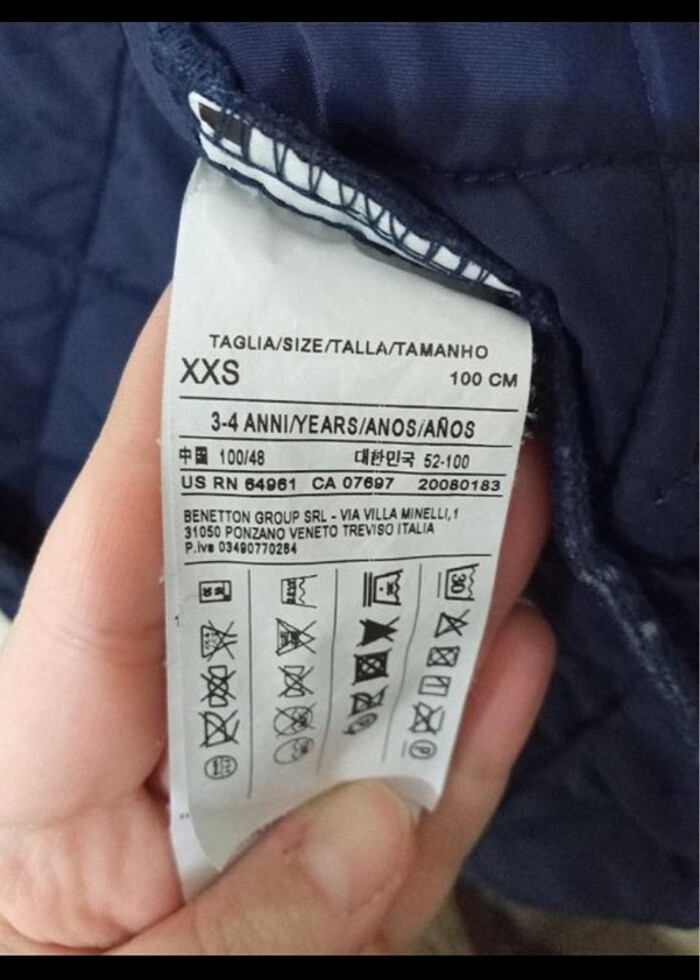 TAGLIA/SIZE/TALLA/TAMANHO
XXS 100 CM
3-4 ANNI/YEARS/ANOS/AÑOS
中国 100/48 대한민국 52-100
US RN 64961 CA 07697 20080183
BENETTON GROUP SRL - VIA VILLA MINELLI,1
31050 PONZANO VENETO TREVISO ITALIA
P.iva 03490770264
30
P